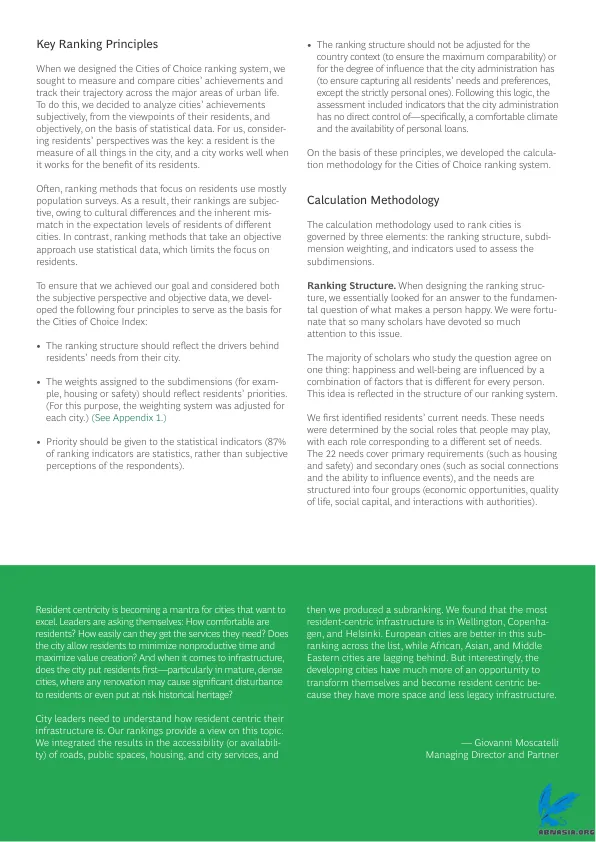 Key Ranking Principles
When we designed the Cities of Choice ranking system, we
sought to measure and compare cities’ achievements and
track their trajectory across the major areas of urban life.
To do this, we decided to analyze cities’ achievements
subjectively, from the viewpoints of their residents, and
objectively, on the basis of statistical data. For us, consider-
ing residents’ perspectives was the key: a resident is the
measure of all things in the city, and a city works well when
it works for the benefit of its residents.
Often, ranking methods that focus on residents use mostly
population surveys. As a result, their rankings are subjec-
tive, owing to cultural differences and the inherent mis-
match in the expectation levels of residents of different
cities. In contrast, ranking methods that take an objective
approach use statistical data, which limits the focus on
residents.
To ensure that we achieved our goal and considered both
the subjective perspective and objective data, we devel-
oped the following four principles to serve as the basis for
the Cities of Choice Index:
• The ranking structure should reflect the drivers behind
residents’ needs from their city.
• The weights assigned to the subdimensions (for exam-
ple, housing or safety) should reflect residents’ priorities.
(For this purpose, the weighting system was adjusted for
each city.) (See Appendix 1.)
• Priority should be given to the statistical indicators (87%
of ranking indicators are statistics, rather than subjective
perceptions of the respondents).
• The ranking structure should not be adjusted for the
country context (to ensure the maximum comparability) or
for the degree of influence that the city administration has
(to ensure capturing all residents’ needs and preferences,
except the strictly personal ones). Following this logic, the
assessment included indicators that the city administration
has no direct control of—specifically, a comfortable climate
and the availability of personal loans.
On the basis of these principles, we developed the calcula-
tion methodology for the Cities of Choice ranking system.
Calculation Methodology
The calculation methodology used to rank cities is
governed by three elements: the ranking structure, subdi-
mension weighting, and indicators used to assess the
subdimensions.
Ranking Structure. When designing the ranking struc-
ture, we essentially looked for an answer to the fundamen-
tal question of what makes a person happy. We were fortu-
nate that so many scholars have devoted so much
attention to this issue.
The majority of scholars who study the question agree on
one thing: happiness and well-being are influenced by a
combination of factors that is different for every person.
This idea is reflected in the structure of our ranking system.
We first identified residents’ current needs. These needs
were determined by the social roles that people may play,
with each role corresponding to a different set of needs.
The 22 needs cover primary requirements (such as housing
and safety) and secondary ones (such as social connections
and the ability to influence events), and the needs are
structured into four groups (economic opportunities, quality
of life, social capital, and interactions with authorities).
Resident centricity is becoming a mantra for cities that want to
excel. Leaders are asking themselves: How comfortable are
residents? How easily can they get the services they need? Does
the city allow residents to minimize nonproductive time and
maximize value creation? And when it comes to infrastructure,
does the city put residents first—particularly in mature, dense
cities, where any renovation may cause significant disturbance
to residents or even put at risk historical heritage?
City leaders need to understand how resident centric their
infrastructure is. Our rankings provide a view on this topic.
We integrated the results in the accessibility (or availabili-
ty) of roads, public spaces, housing, and city services, and
then we produced a subranking. We found that the most
resident-centric infrastructure is in Wellington, Copenha-
gen, and Helsinki. European cities are better in this sub-
ranking across the list, while African, Asian, and Middle
Eastern cities are lagging behind. But interestingly, the
developing cities have much more of an opportunity to
transform themselves and become resident centric be-
cause they have more space and less legacy infrastructure.
— Giovanni Moscatelli
Managing Director and Partner
ABNASIA.ORG